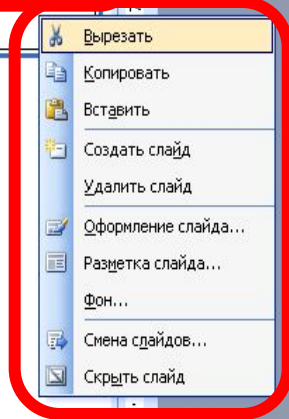 Вырезать
Копировать
Вставить
Создать слайд
Удалить слайд
Оформление слайда...
Разметка слайда...
Фон...
Смена слайдов...
Скрыть слайд